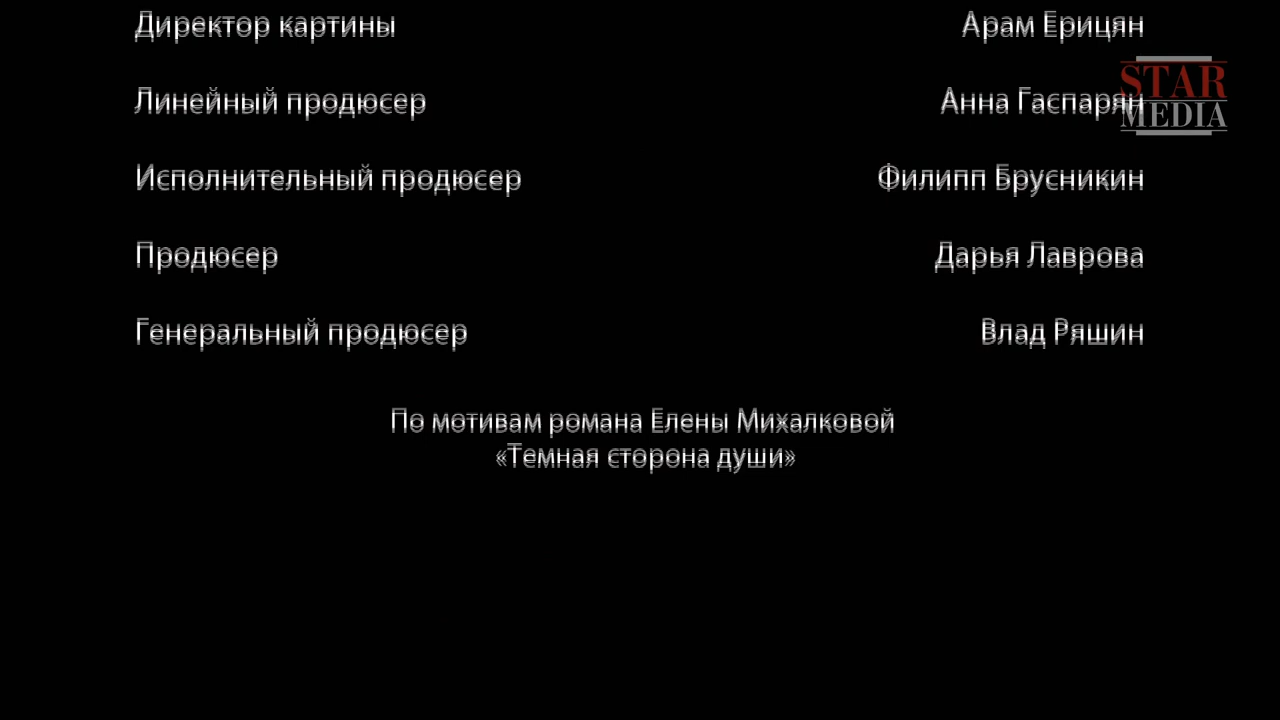 Директор картины Арам Ерицян
STAR
Линейный продюсер Анна Гаспарян
MEDIA
Исполнительный продюсер Филипп Брусникин
Продюсер Дарья Лаврова
Генеральный продюсер Влад Ряшин
По мотивам романа Елены Михалковой
«Темная сторона души»